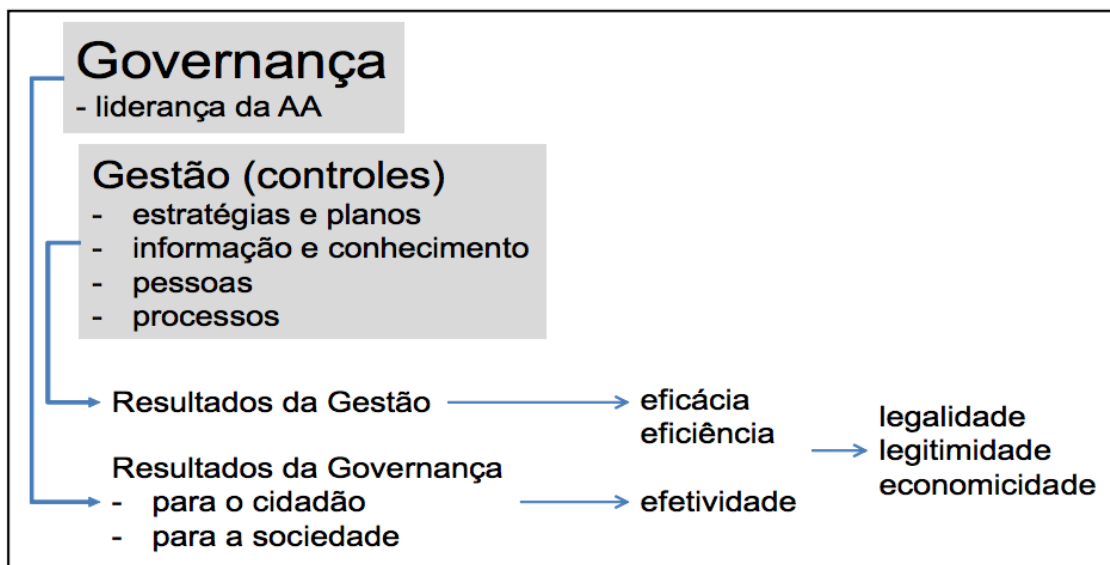 Governança
- liderança da AA
Gestão (controles)
- estratégias e planos
- informação e conhecimento
- pessoas
- processos
Resultados da Gestão
eficácia
eficiência
Resultados da Governança
- para o cidadão
- para a sociedade
efetividade
legalidade
legitimidade
economicidade